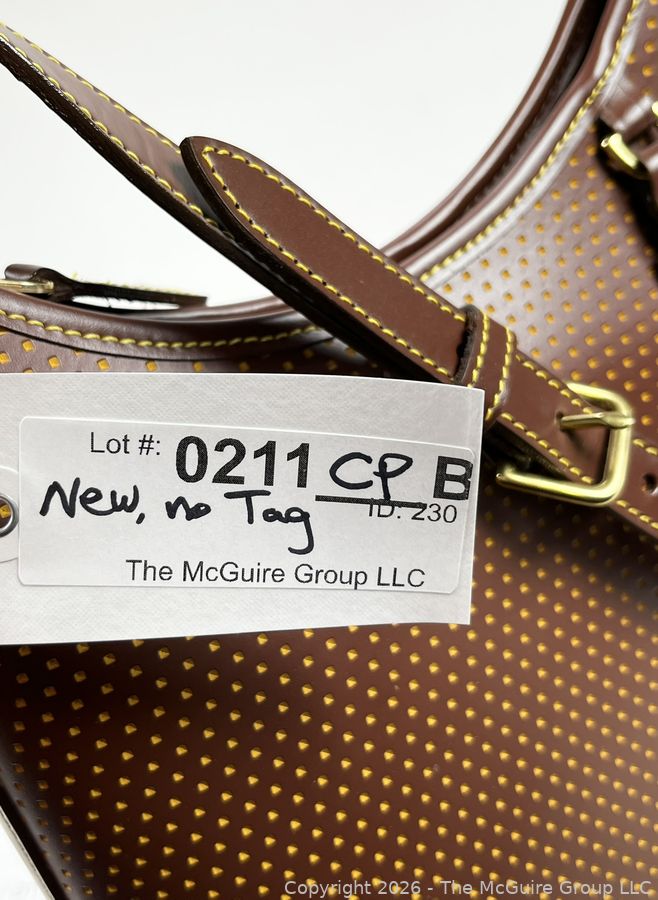 Lot #: 0211 CP B
New, no Tag
ID: 230
The McGuire Group LLC
Copyright 2026 - The McGuire Group LLC